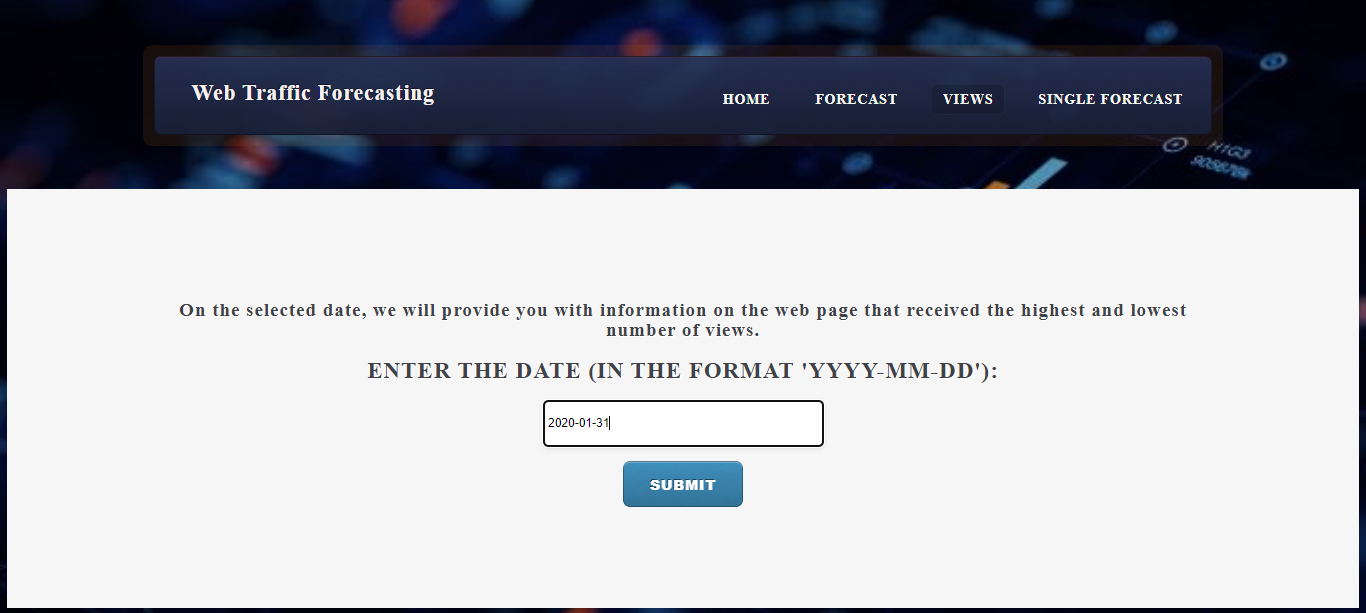 Web Traffic Forecasting
HOME FORECAST VIEWS SINGLE FORECAST
H1G3
905876k
On the selected date, we will provide you with information on the web page that received the highest and lowest
number of views.
ENTER THE DATE (IN THE FORMAT 'YYYY-MM-DD'):
2020-01-31
SUBMIT